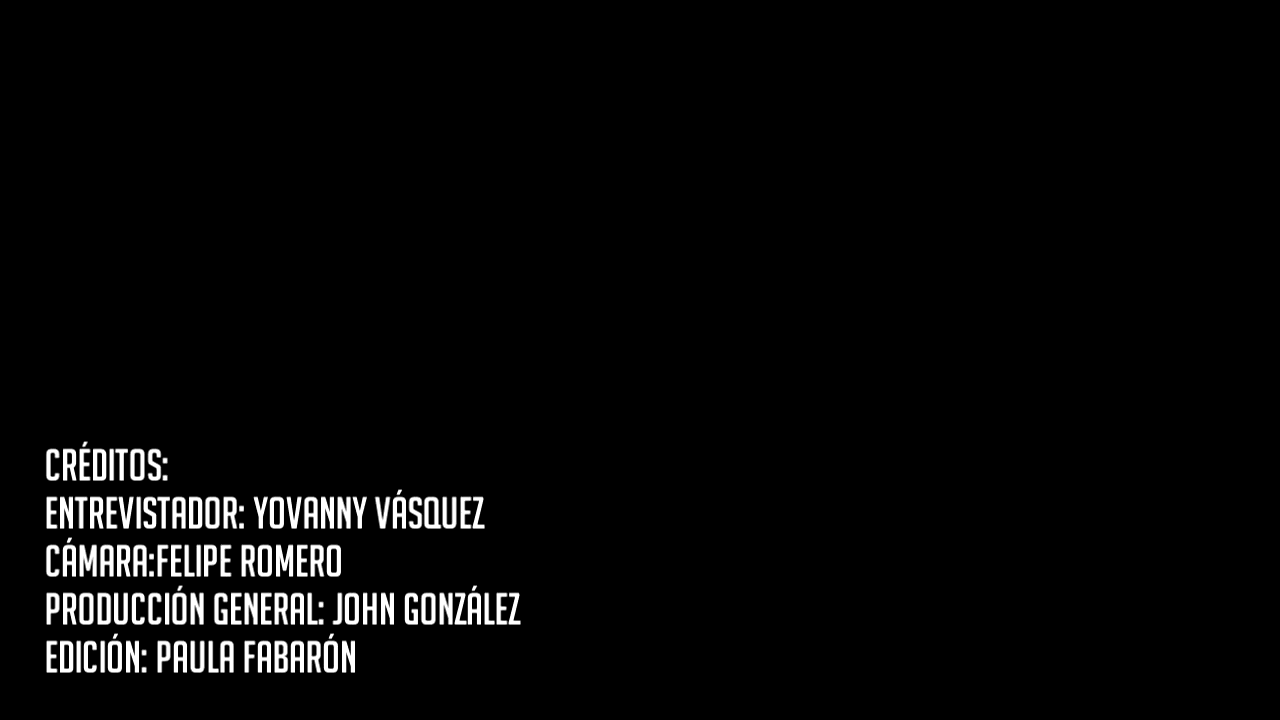 CRÉDITOS:
ENTREVISTADOR: YOVANNY VÁSQUEZ
CÁMARA:FELIPE ROMERO
PRODUCCIÓN GENERAL: JOHN GONZÁLEZ
EDICIÓN: PAULA FABARÓN